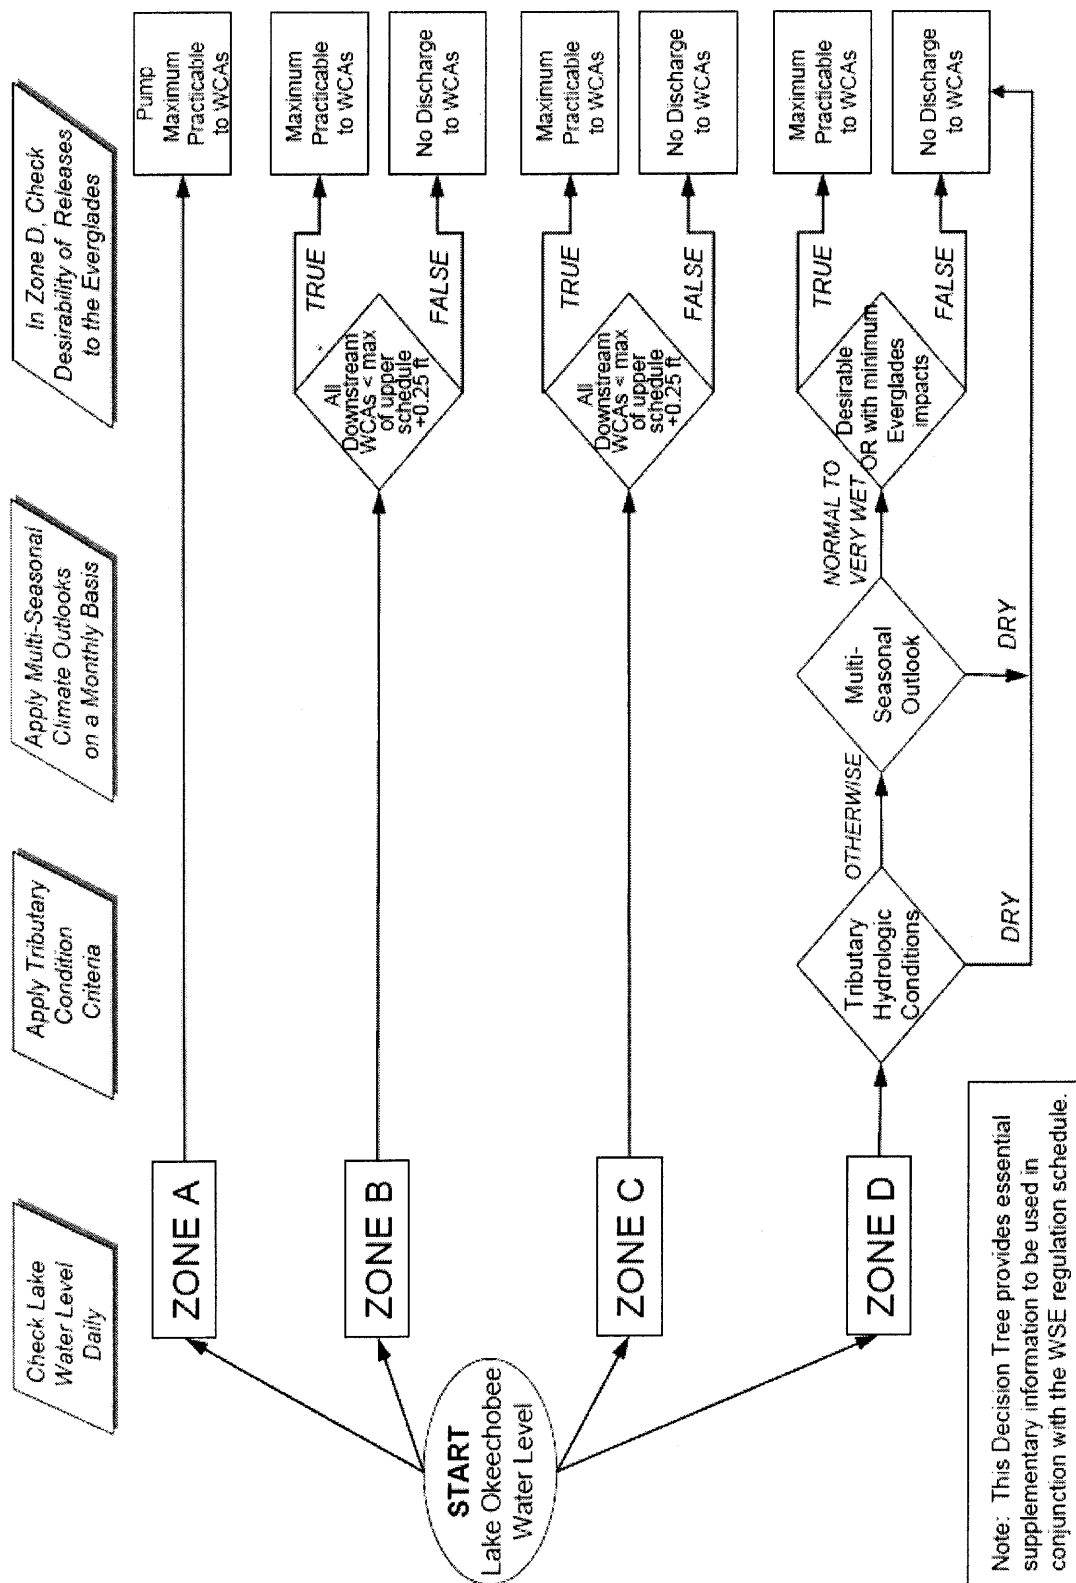 Check Lake
Water Level
Daily
Apply Tributary
Condition
Criteria
Apply Multi-Seasonal
Climate Outlooks
on a Monthly Basis
In Zone D, Check
Desirability of Releases
to the Everglades
START
Lake Okeechobee
Water Level
ZONE A
Pump
Maximum
Practicable
to WCAs
ZONE B
All
Downstream
WCAs < max
of upper
schedule
+0.25 ft
TRUE
Maximum
Practicable
to WCAs
FALSE
No Discharge
to WCAs
ZONE C
All
Downstream
WCAs < max
of upper
schedule
+0.25 ft
TRUE
Maximum
Practicable
to WCAs
FALSE
No Discharge
to WCAs
ZONE D
Tributary
Hydrologic
Conditions
OTHERWISE
DRY
Multi-
Seasonal
Outlook
NORMAL TO
VERY WET
DRY
Desirable
OR with minimum
Everglades
impacts
TRUE
Maximum
Practicable
to WCAs
FALSE
No Discharge
to WCAs
Note: This Decision Tree provides essential
supplementary information to be used in
conjunction with the WSE regulation schedule.